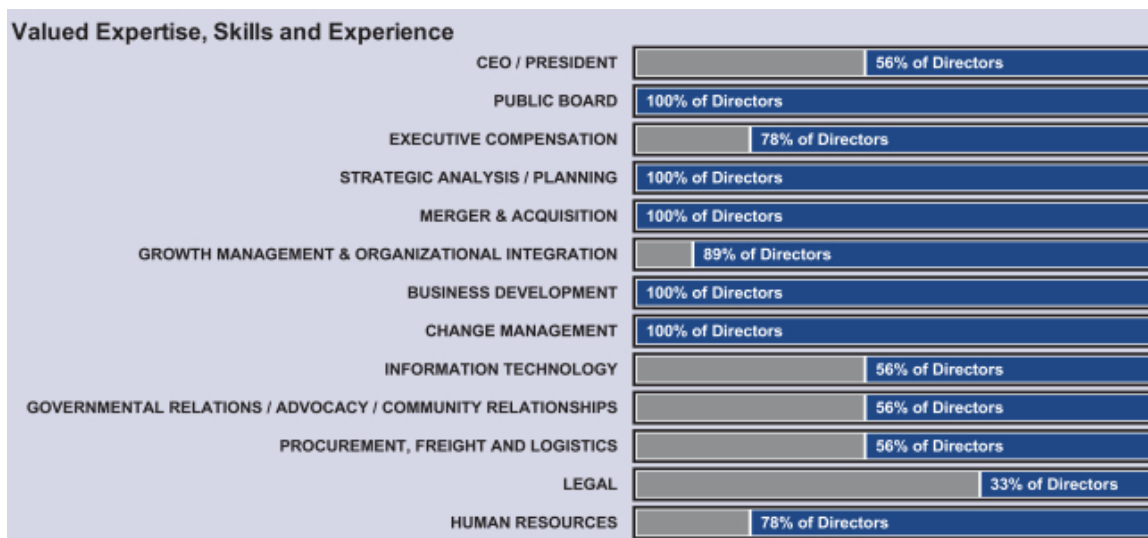 Valued Expertise, Skills and Experience
CEO / PRESIDENT 56% of Directors
PUBLIC BOARD 100% of Directors
EXECUTIVE COMPENSATION 78% of Directors
STRATEGIC ANALYSIS / PLANNING 100% of Directors
MERGER & ACQUISITION 100% of Directors
GROWTH MANAGEMENT & ORGANIZATIONAL INTEGRATION 89% of Directors
BUSINESS DEVELOPMENT 100% of Directors
CHANGE MANAGEMENT 100% of Directors
INFORMATION TECHNOLOGY 56% of Directors
GOVERNMENTAL RELATIONS / ADVOCACY / COMMUNITY RELATIONSHIPS 56% of Directors
PROCUREMENT, FREIGHT AND LOGISTICS 56% of Directors
LEGAL 33% of Directors
HUMAN RESOURCES 78% of Directors